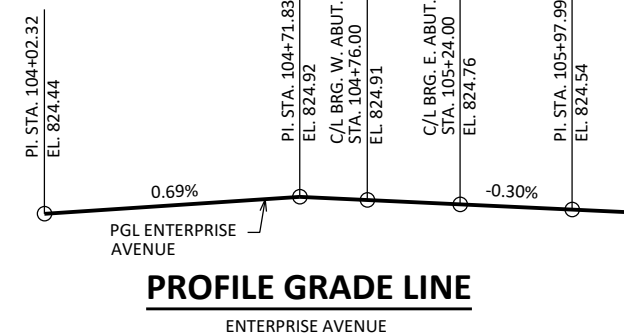 PI. STA. 104+02.32
EL. 824.44
PI. STA. 104+71.83
EL. 824.92
C/L BRG. W. ABUT.
STA. 104+76.00
EL. 824.91
C/L BRG. E. ABUT.
STA. 105+24.00
EL. 824.76
PI. STA. 105+97.99
EL. 824.54
0.69%
-0.30%
PGL ENTERPRISE
AVENUE
PROFILE GRADE LINE
ENTERPRISE AVENUE